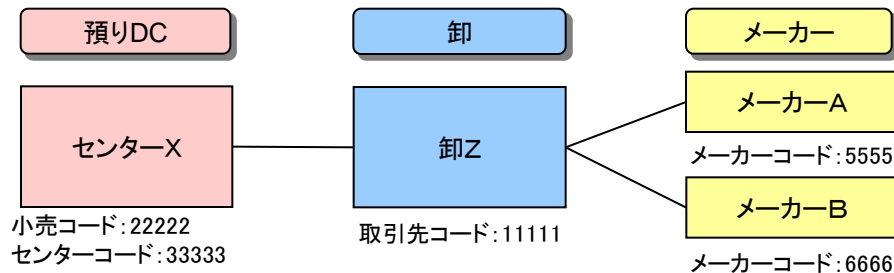 預りDC
卸
メーカー
センターX
卸Z
メーカーA
メーカーコード:5555
メーカーB
小売コード:22222
センターコード:33333
取引先コード:11111
メーカーコード:6666